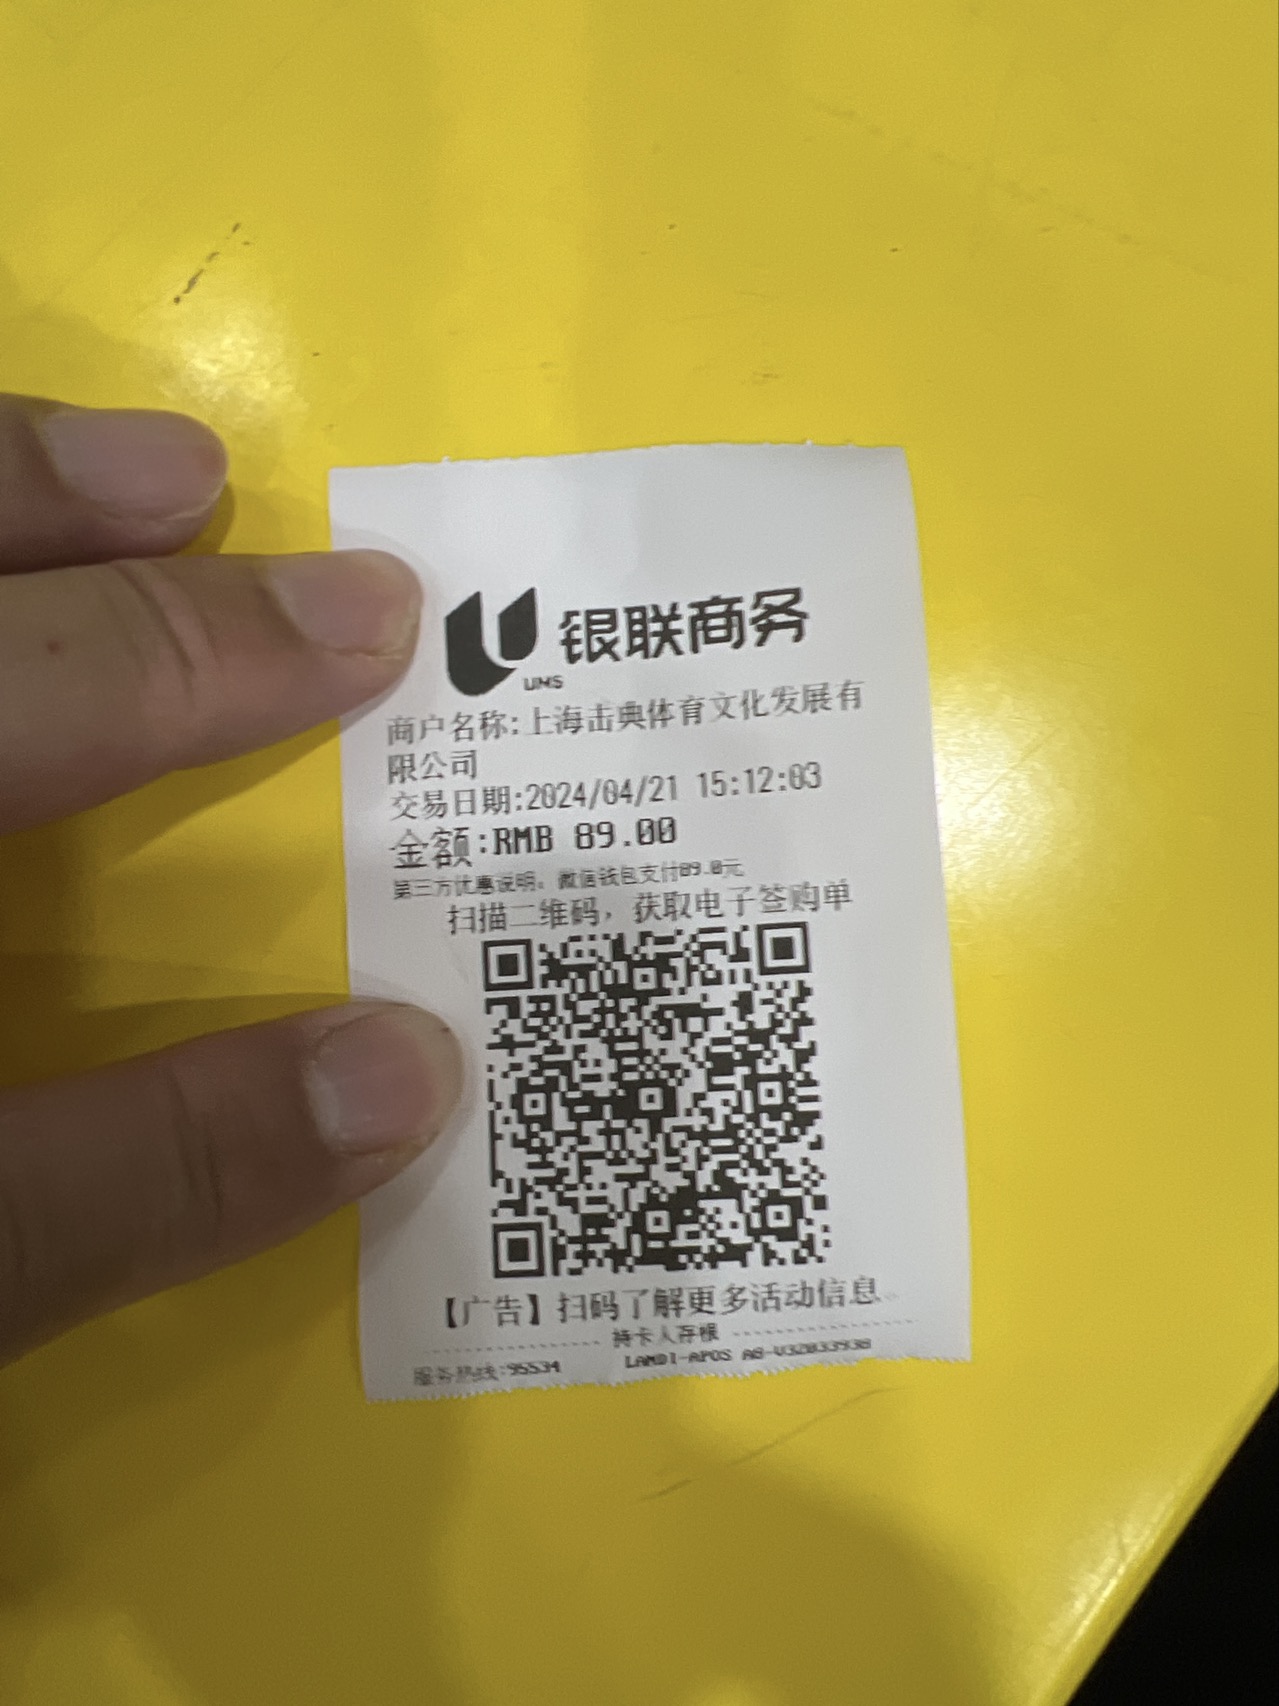 银联商务
UMS
商户名称:上海击典体育文化发展有
限公司
交易日期:2024/04/21 15:12:03
金额:RMB 89.00
第三方优惠说明：微信钱包支付89.0元
扫描二维码，获取电子签购单
【广告】扫码了解更多活动信息
持卡人存根
服务热线:95534 LANDI-APOS A8-V32033938